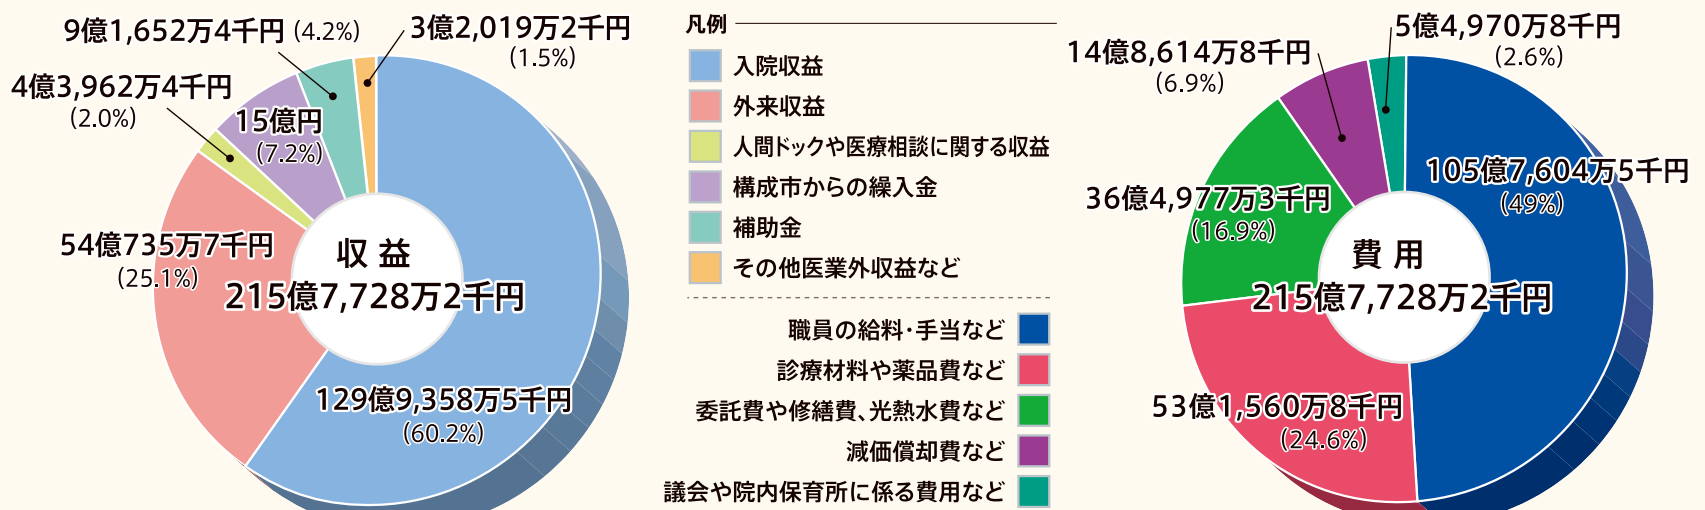 9億1,652万4千円 (4.2%)
3億2,019万2千円
(1.5%)
4億3,962万4千円
(2.0%)
15億円
(7.2%)
54億735万7千円
(25.1%)
収 益
215億7,728万2千円
129億9,358万5千円
(60.2%)
凡例
入院収益
外来収益
人間ドックや医療相談に関する収益
構成市からの繰入金
補助金
その他医業外収益など
職員の給料・手当など
診療材料や薬品費など
委託費や修繕費、光熱水費など
減価償却費など
議会や院内保育所に係る費用など
5億4,970万8千円
(2.6%)
14億8,614万8千円
(6.9%)
105億7,604万5千円
(49%)
36億4,977万3千円
(16.9%)
費 用
215億7,728万2千円
53億1,560万8千円
(24.6%)